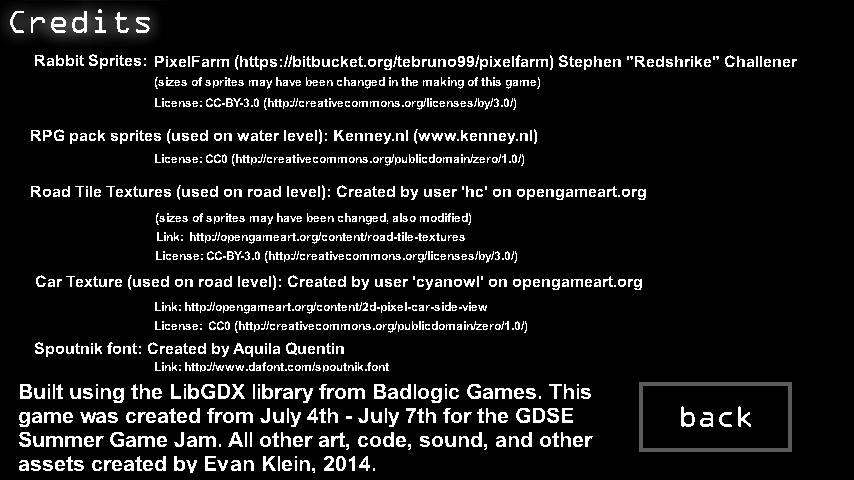 Credits
Rabbit Sprites: PixelFarm (https://bitbucket.org/tebruno99/pixelfarm) Stephen "Redshrike" Challener
(sizes of sprites may have been changed in the making of this game)
License: CC-BY-3.0 (http://creativecommons.org/licenses/by/3.0/)
RPG pack sprites (used on water level): Kenney.nl (www.kenney.nl)
License: CC0 (http://creativecommons.org/publicdomain/zero/1.0/)
Road Tile Textures (used on road level): Created by user 'hc' on opengameart.org
(sizes of sprites may have been changed, also modified)
Link: http://opengameart.org/content/road-tile-textures
License: CC-BY-3.0 (http://creativecommons.org/licenses/by/3.0/)
Car Texture (used on road level): Created by user 'cyanowl' on opengameart.org
Link: http://opengameart.org/content/2d-pixel-car-side-view
License: CC0 (http://creativecommons.org/publicdomain/zero/1.0/)
Spoutnik font: Created by Aquila Quentin
Link: http://www.dafont.com/spoutnik.font
Built using the LibGDX library from Badlogic Games. This
game was created from July 4th - July 7th for the GDSE
Summer Game Jam. All other art, code, sound, and other
assets created by Evan Klein, 2014.
back